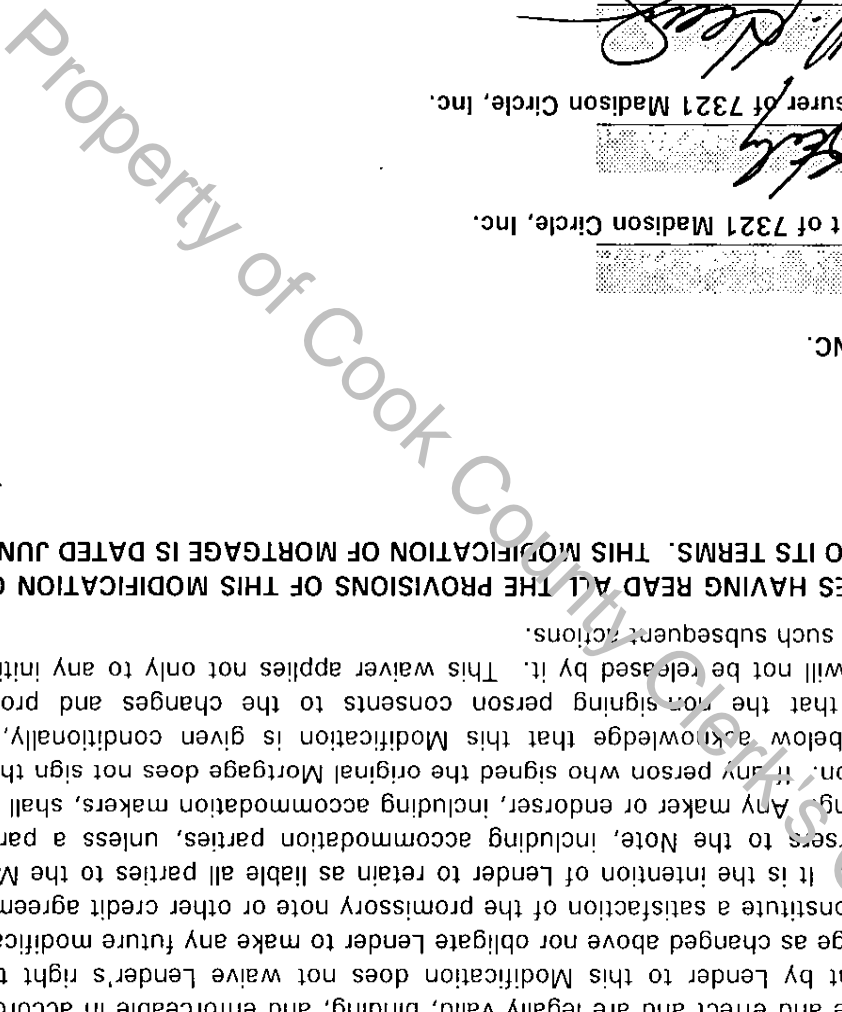 e and effect and are legally valid, binding, and enforceable in accor
t by Lender to this Modification does not waive Lender's right t
ge as changed above nor obligate Lender to make any future modific
onstitute a satisfaction of the promissory note or other credit agreem
It is the intention of Lender to retain as liable all parties to the M
rsers to the Note, including accommodation parties, unless a par
ng. Any maker or endorser, including accommodation makers, shall
on. If any person who signed the original Mortgage does not sign th
below acknowledge that this Modification is given conditionally,
that the non-signing person consents to the changes and pro
will not be released by it. This waiver applies not only to any initi
such subsequent actions.
ES HAVING READ ALL THE PROVISIONS OF THIS MODIFICATION O
O ITS TERMS. THIS MODIFICATION OF MORTGAGE IS DATED JUN
NC.
t of 7321 Madison Circle, Inc.
surer of 7321 Madison Circle, Inc.
Property of Cook County Clerk's